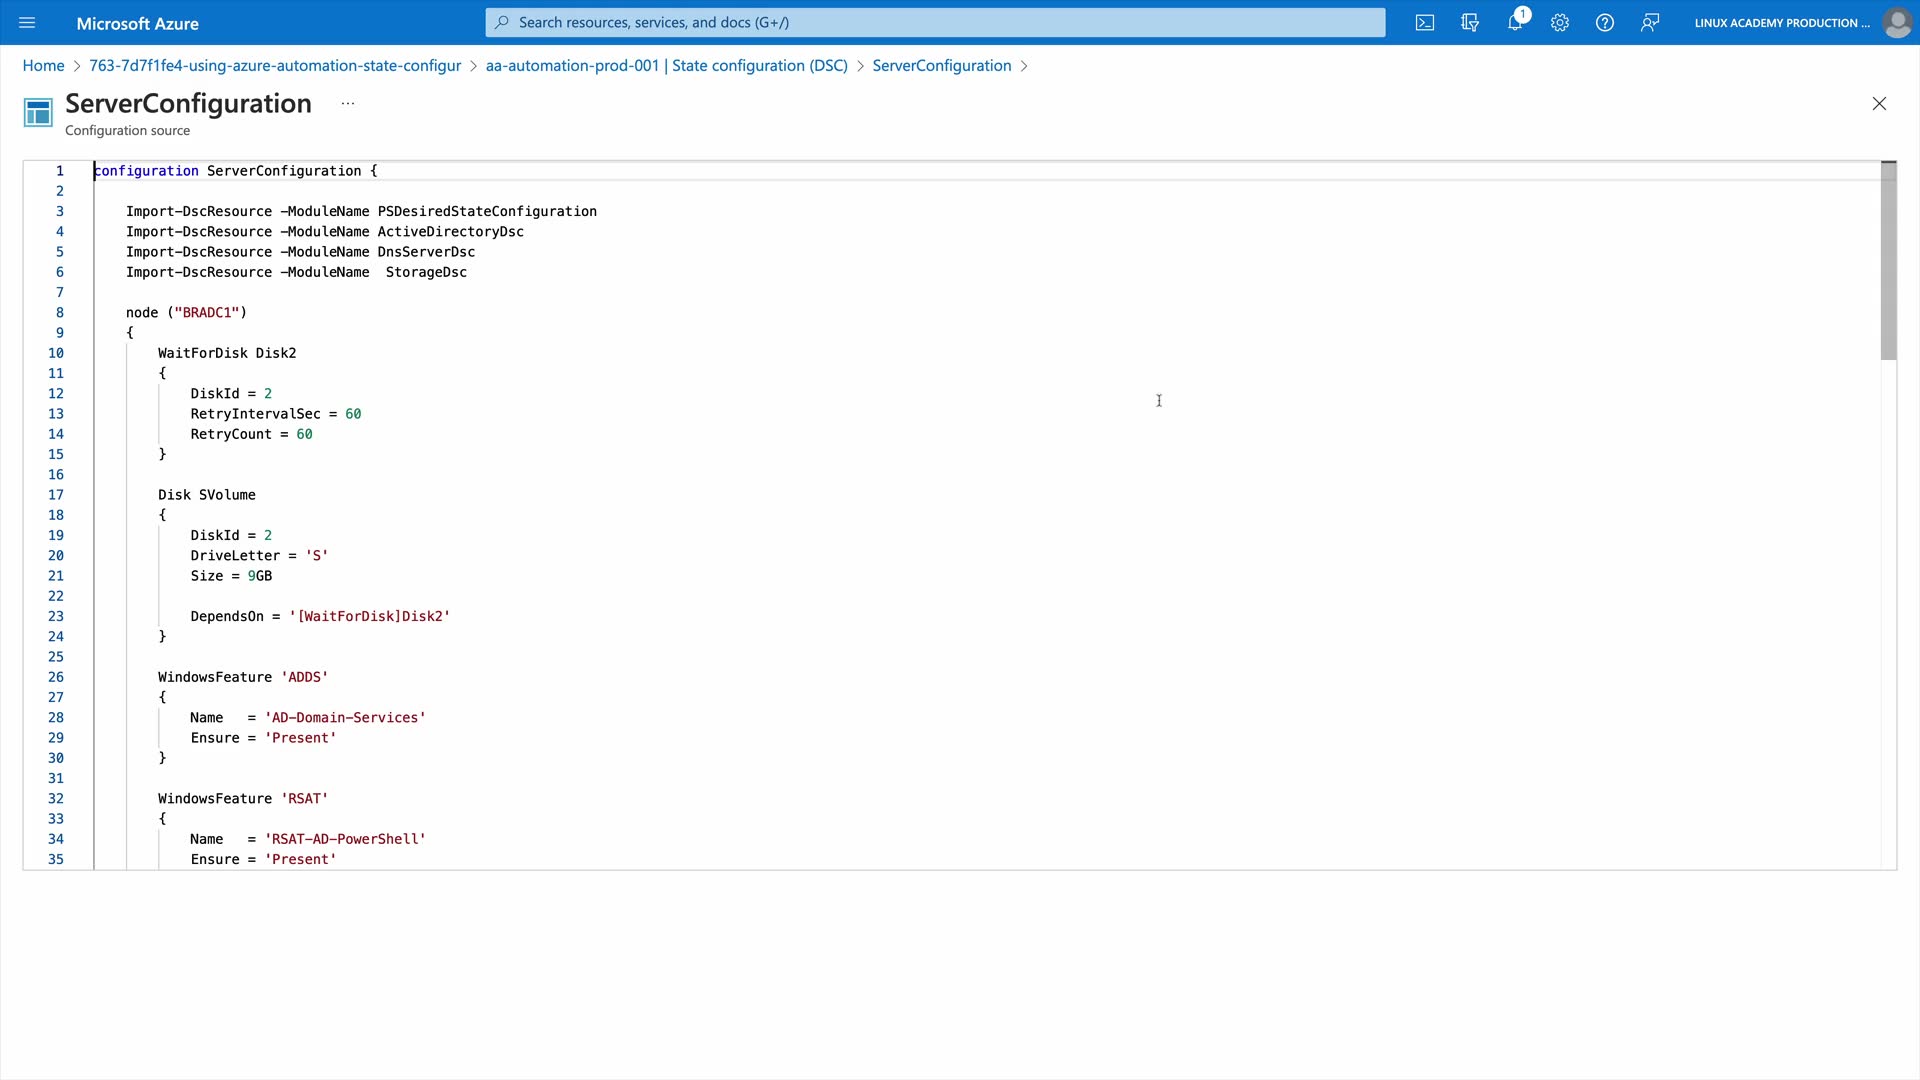 Microsoft Azure
Search resources, services, and docs (G+/)
1
LINUX ACADEMY PRODUCTION ...
Home > 763-7d7f1fe4-using-azure-automation-state-configur > aa-automation-prod-001 | State configuration (DSC) > ServerConfiguration >
ServerConfiguration ...
Configuration source
1 configuration ServerConfiguration {
2
3 Import-DscResource -ModuleName PSDesiredStateConfiguration
4 Import-DscResource -ModuleName ActiveDirectoryDsc
5 Import-DscResource -ModuleName DnsServerDsc
6 Import-DscResource -ModuleName  StorageDsc
7
8 node ("BRADC1")
9 {
10 WaitForDisk Disk2
11 {
12 DiskId = 2
13 RetryIntervalSec = 60
14 RetryCount = 60
15 }
16
17 Disk SVolume
18 {
19 DiskId = 2
20 DriveLetter = 'S'
21 Size = 9GB
22
23 DependsOn = '[WaitForDisk]Disk2'
24 }
25
26 WindowsFeature 'ADDS'
27 {
28 Name   = 'AD-Domain-Services'
29 Ensure = 'Present'
30 }
31
32 WindowsFeature 'RSAT'
33 {
34 Name   = 'RSAT-AD-PowerShell'
35 Ensure = 'Present'